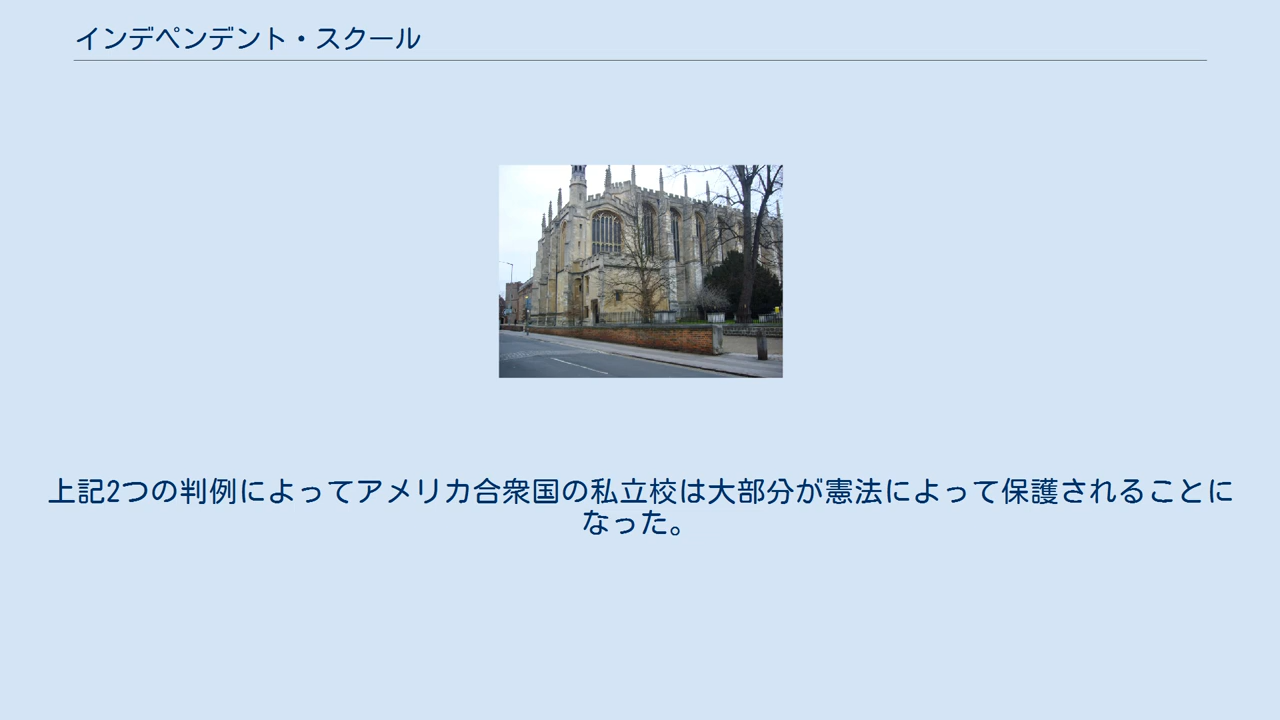 インデペンデント・スクール
上記2つの判例によってアメリカ合衆国の私立校は大部分が憲法によって保護されることに
なった。